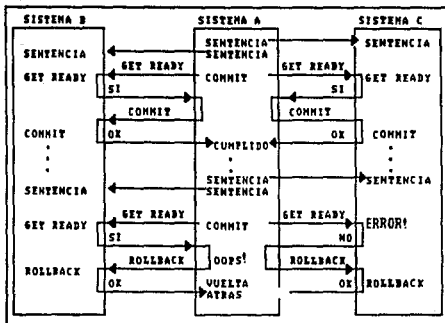 SISTEMA B SISTEMA A SISTEMA C
SENTENCIA SENTENCIA
SENTENCIA SENTENCIA
GET READY GET READY
GET READY COMMIT GET READY
SI SI
COMMIT COMMIT
COMMIT OK OK COMMIT
CUMPLIDO
SENTENCIA SENTENCIA
SENTENCIA SENTENCIA
GET READY GET READY
GET READY COMMIT ERROR!
SI NO
ROLLBACK OOPS! ROLLBACK
ROLLBACK ROLLBACK
OK VUELTA OK
ATRAS